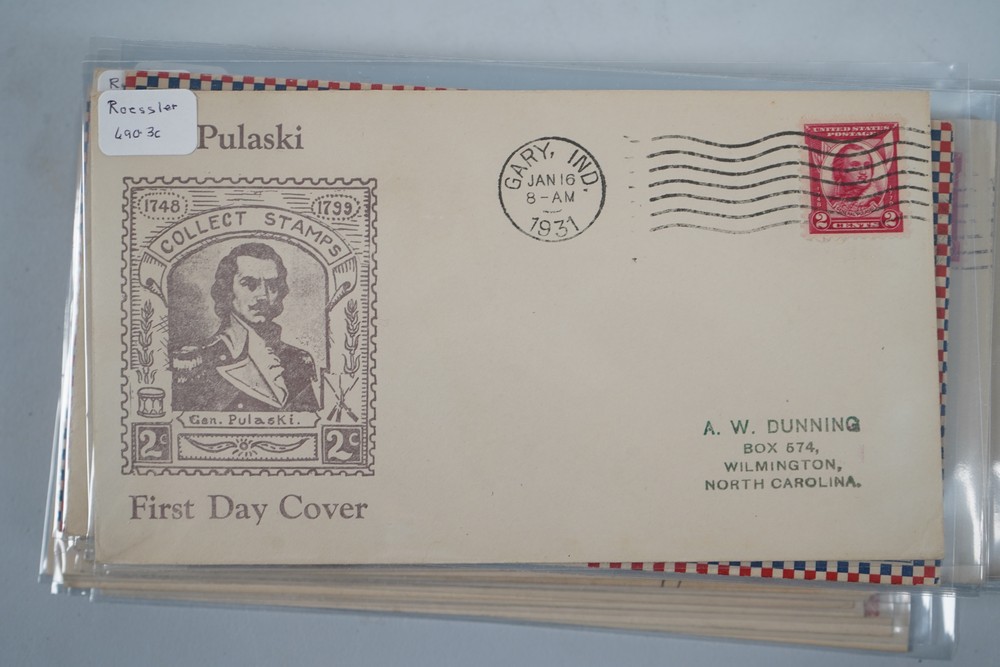 R
Roessler
690-3c
Pulaski
1748
1799
COLLECT STAMPS
Gen. Pulaski.
2c
2c
First Day Cover
GARY, IND.
JAN 16
8-AM
1931
UNITED STATES
POSTAGE
2 CENTS 2
A. W. DUNNING
BOX 574,
WILMINGTON,
NORTH CAROLINA.